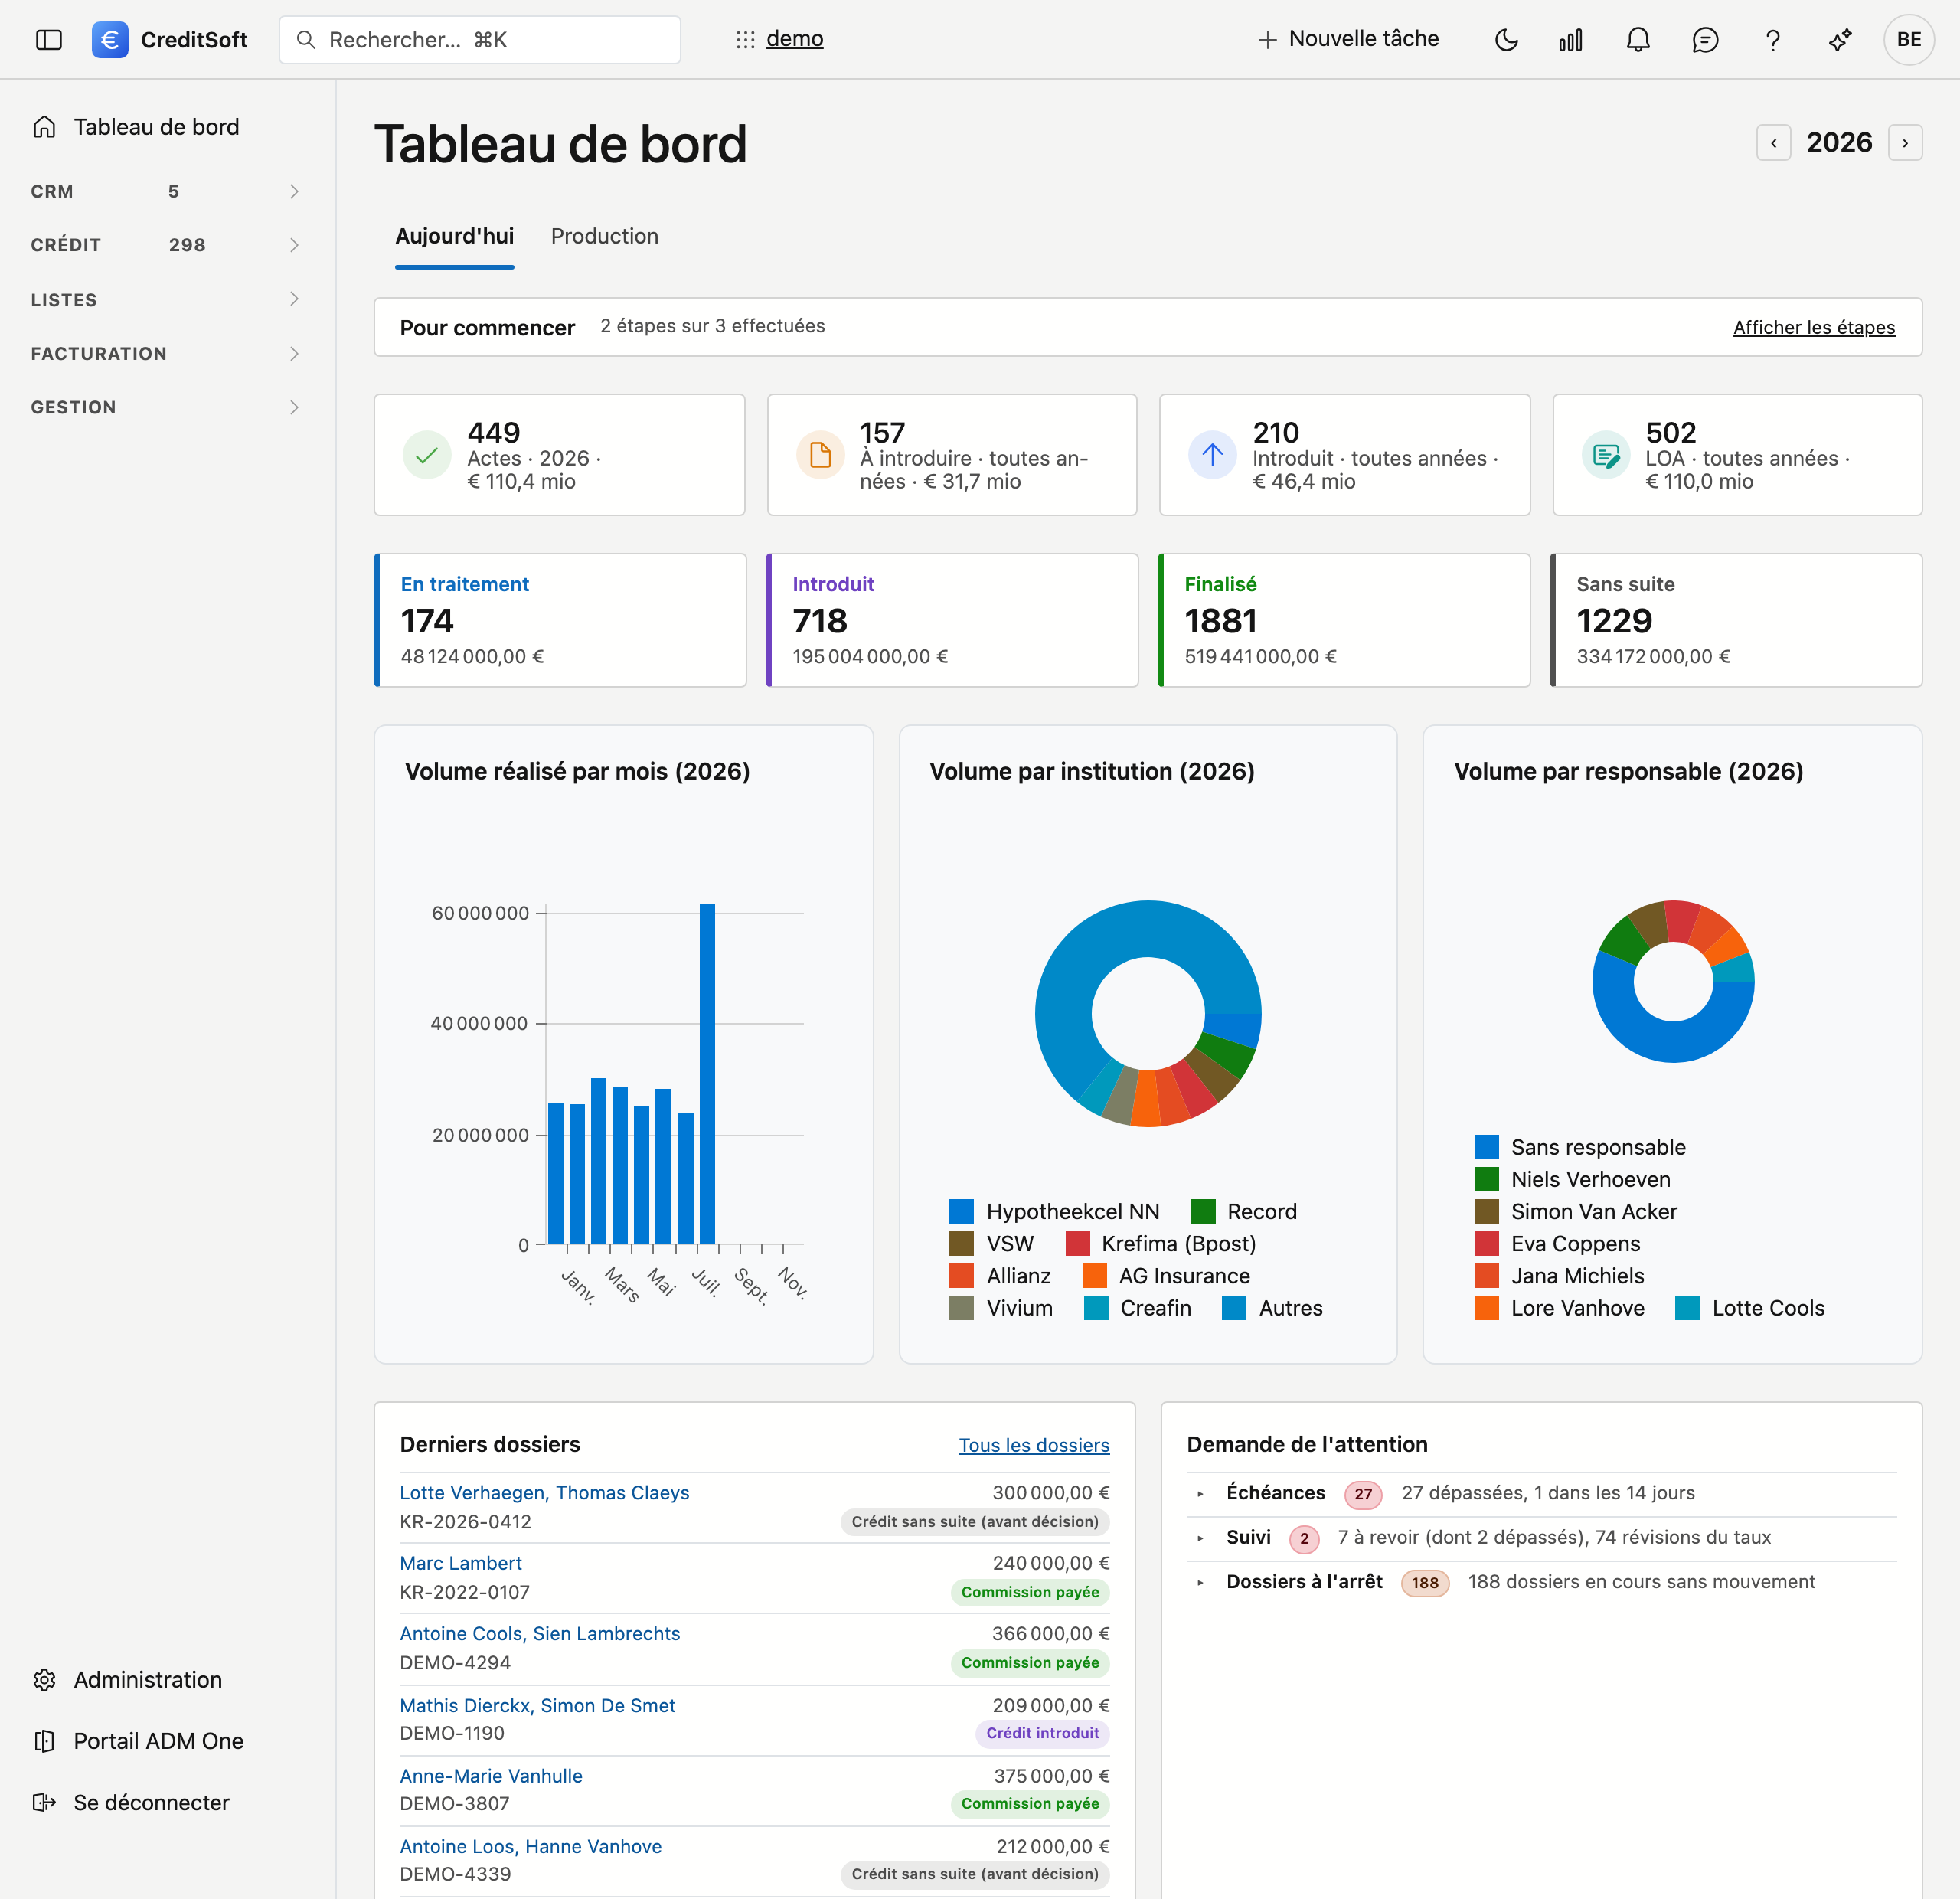 € CreditSoft
Rechercher... ⌘K
demo
Nouvelle tâche
?
BE
Tableau de bord
CRM 5
CRÉDIT 298
LISTES
FACTURATION
GESTION
Administration
Portail ADM One
Se déconnecter
Tableau de bord
‹ 2026 ›
Aujourd'hui
Production
Pour commencer 2 étapes sur 3 effectuées
Afficher les étapes
449
Actes · 2026 ·
€ 110,4 mio
157
À introduire · toutes an-
nées · € 31,7 mio
210
Introduit · toutes années ·
€ 46,4 mio
502
LOA · toutes années ·
€ 110,0 mio
En traitement
174
48 124 000,00 €
Introduit
718
195 004 000,00 €
Finalisé
1881
519 441 000,00 €
Sans suite
1229
334 172 000,00 €
Volume réalisé par mois (2026)
60 000 000
40 000 000
20 000 000
0
Janv.
Mars
Mai
Juil.
Sept.
Nov.
Volume par institution (2026)
Hypotheekcel NN
Record
VSW
Krefima (Bpost)
Allianz
AG Insurance
Vivium
Creafin
Autres
Volume par responsable (2026)
Sans responsable
Niels Verhoeven
Simon Van Acker
Eva Coppens
Jana Michiels
Lore Vanhove
Lotte Cools
Derniers dossiers
Tous les dossiers
Lotte Verhaegen, Thomas Claeys 300 000,00 €
KR-2026-0412 Crédit sans suite (avant décision)
Marc Lambert 240 000,00 €
KR-2022-0107 Commission payée
Antoine Cools, Sien Lambrechts 366 000,00 €
DEMO-4294 Commission payée
Mathis Dierckx, Simon De Smet 209 000,00 €
DEMO-1190 Crédit introduit
Anne-Marie Vanhulle 375 000,00 €
DEMO-3807 Commission payée
Antoine Loos, Hanne Vanhove 212 000,00 €
DEMO-4339 Crédit sans suite (avant décision)
Demande de l'attention
Échéances 27 27 dépassées, 1 dans les 14 jours
Suivi 2 7 à revoir (dont 2 dépassés), 74 révisions du taux
Dossiers à l'arrêt 188 188 dossiers en cours sans mouvement